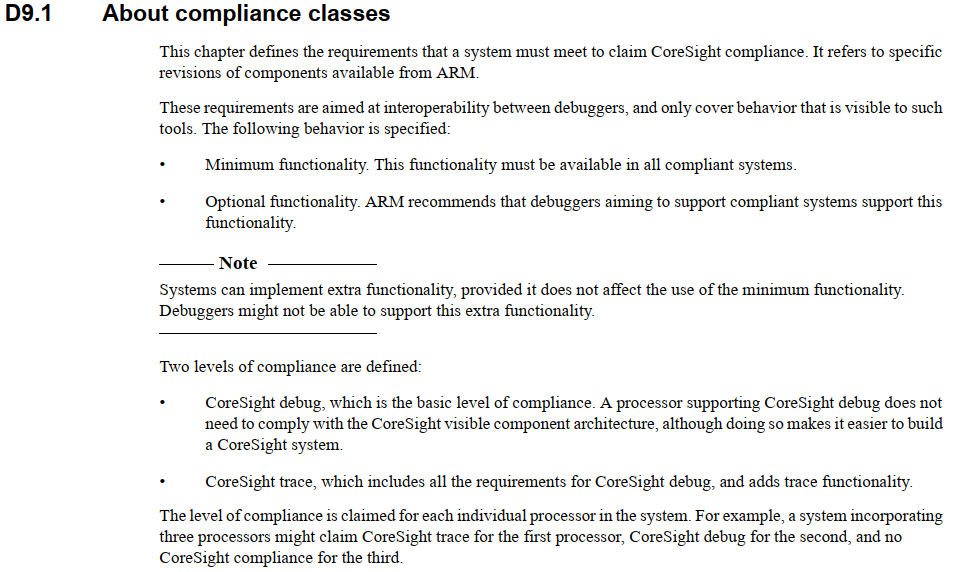 D9.1 About compliance classes
This chapter defines the requirements that a system must meet to claim CoreSight compliance. It refers to specific
revisions of components available from ARM.
These requirements are aimed at interoperability between debuggers, and only cover behavior that is visible to such
tools. The following behavior is specified:
• Minimum functionality. This functionality must be available in all compliant systems.
• Optional functionality. ARM recommends that debuggers aiming to support compliant systems support this
functionality.
Note
Systems can implement extra functionality, provided it does not affect the use of the minimum functionality.
Debuggers might not be able to support this extra functionality.
Two levels of compliance are defined:
• CoreSight debug, which is the basic level of compliance. A processor supporting CoreSight debug does not
need to comply with the CoreSight visible component architecture, although doing so makes it easier to build
a CoreSight system.
• CoreSight trace, which includes all the requirements for CoreSight debug, and adds trace functionality.
The level of compliance is claimed for each individual processor in the system. For example, a system incorporating
three processors might claim CoreSight trace for the first processor, CoreSight debug for the second, and no
CoreSight compliance for the third.